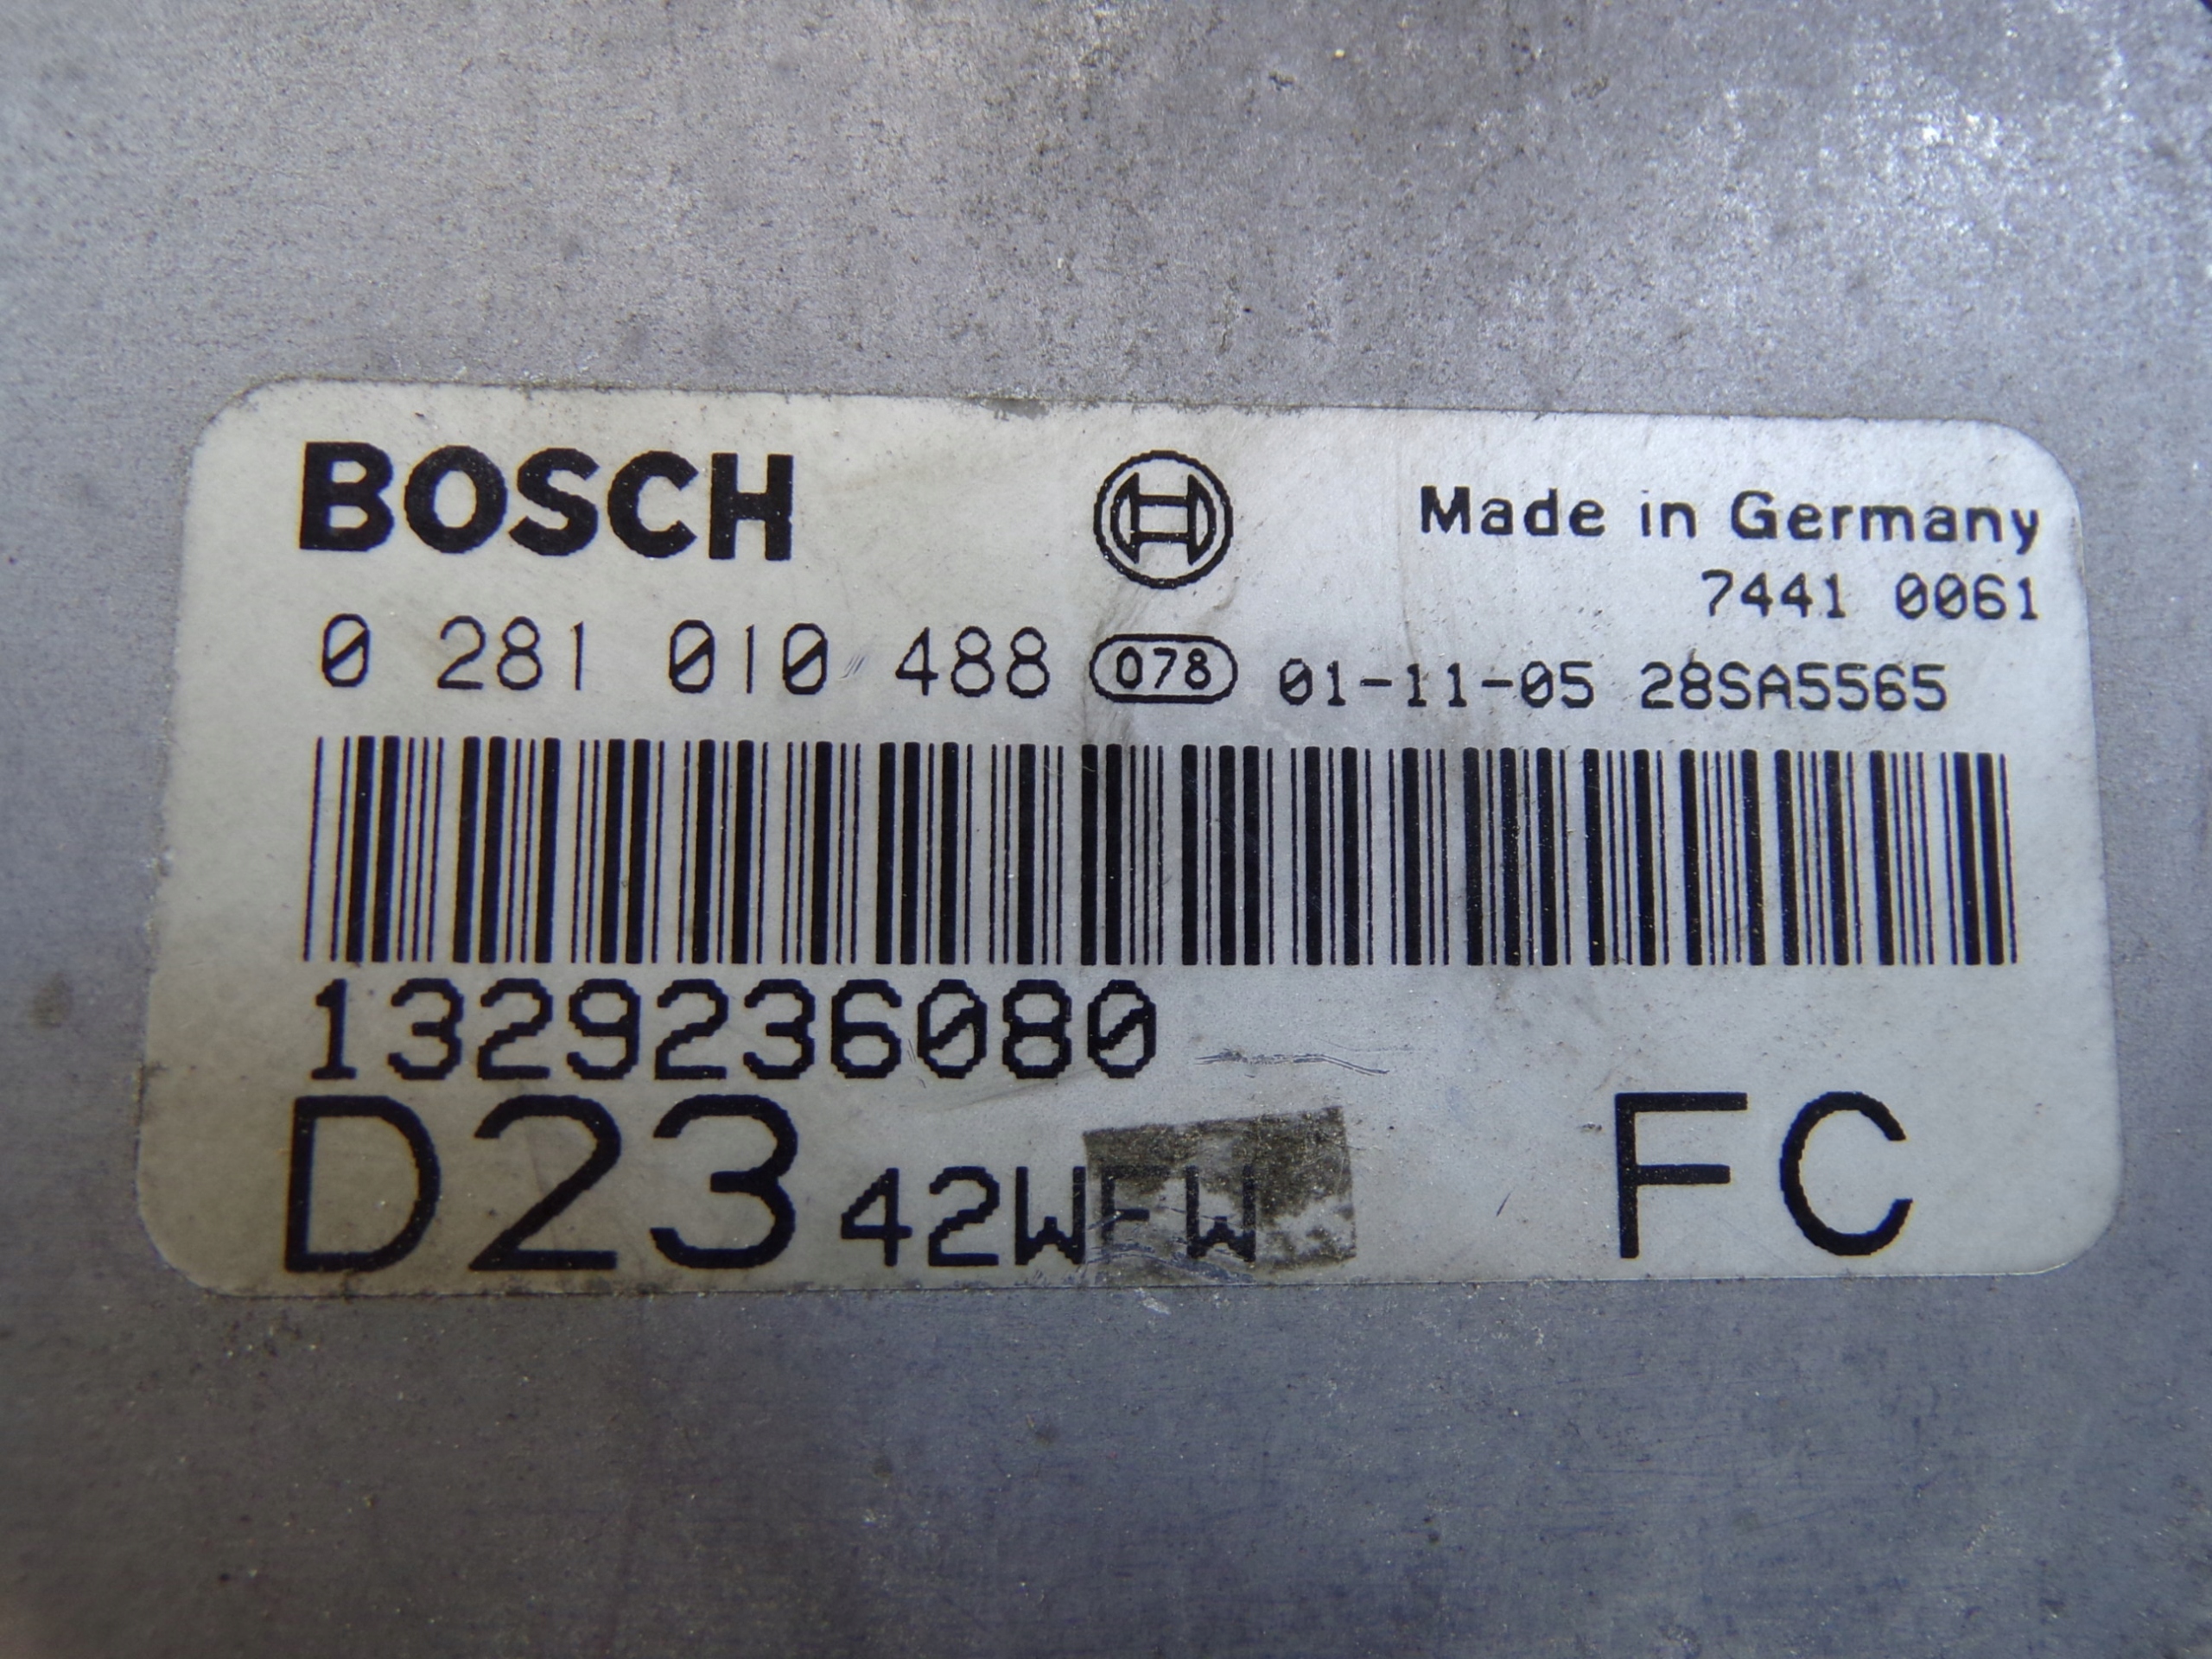 BOSCH Made in Germany
7441 0061
0 281 010 488 078 01-11-05 28SA5565
1329236080
D23 42WFW FC